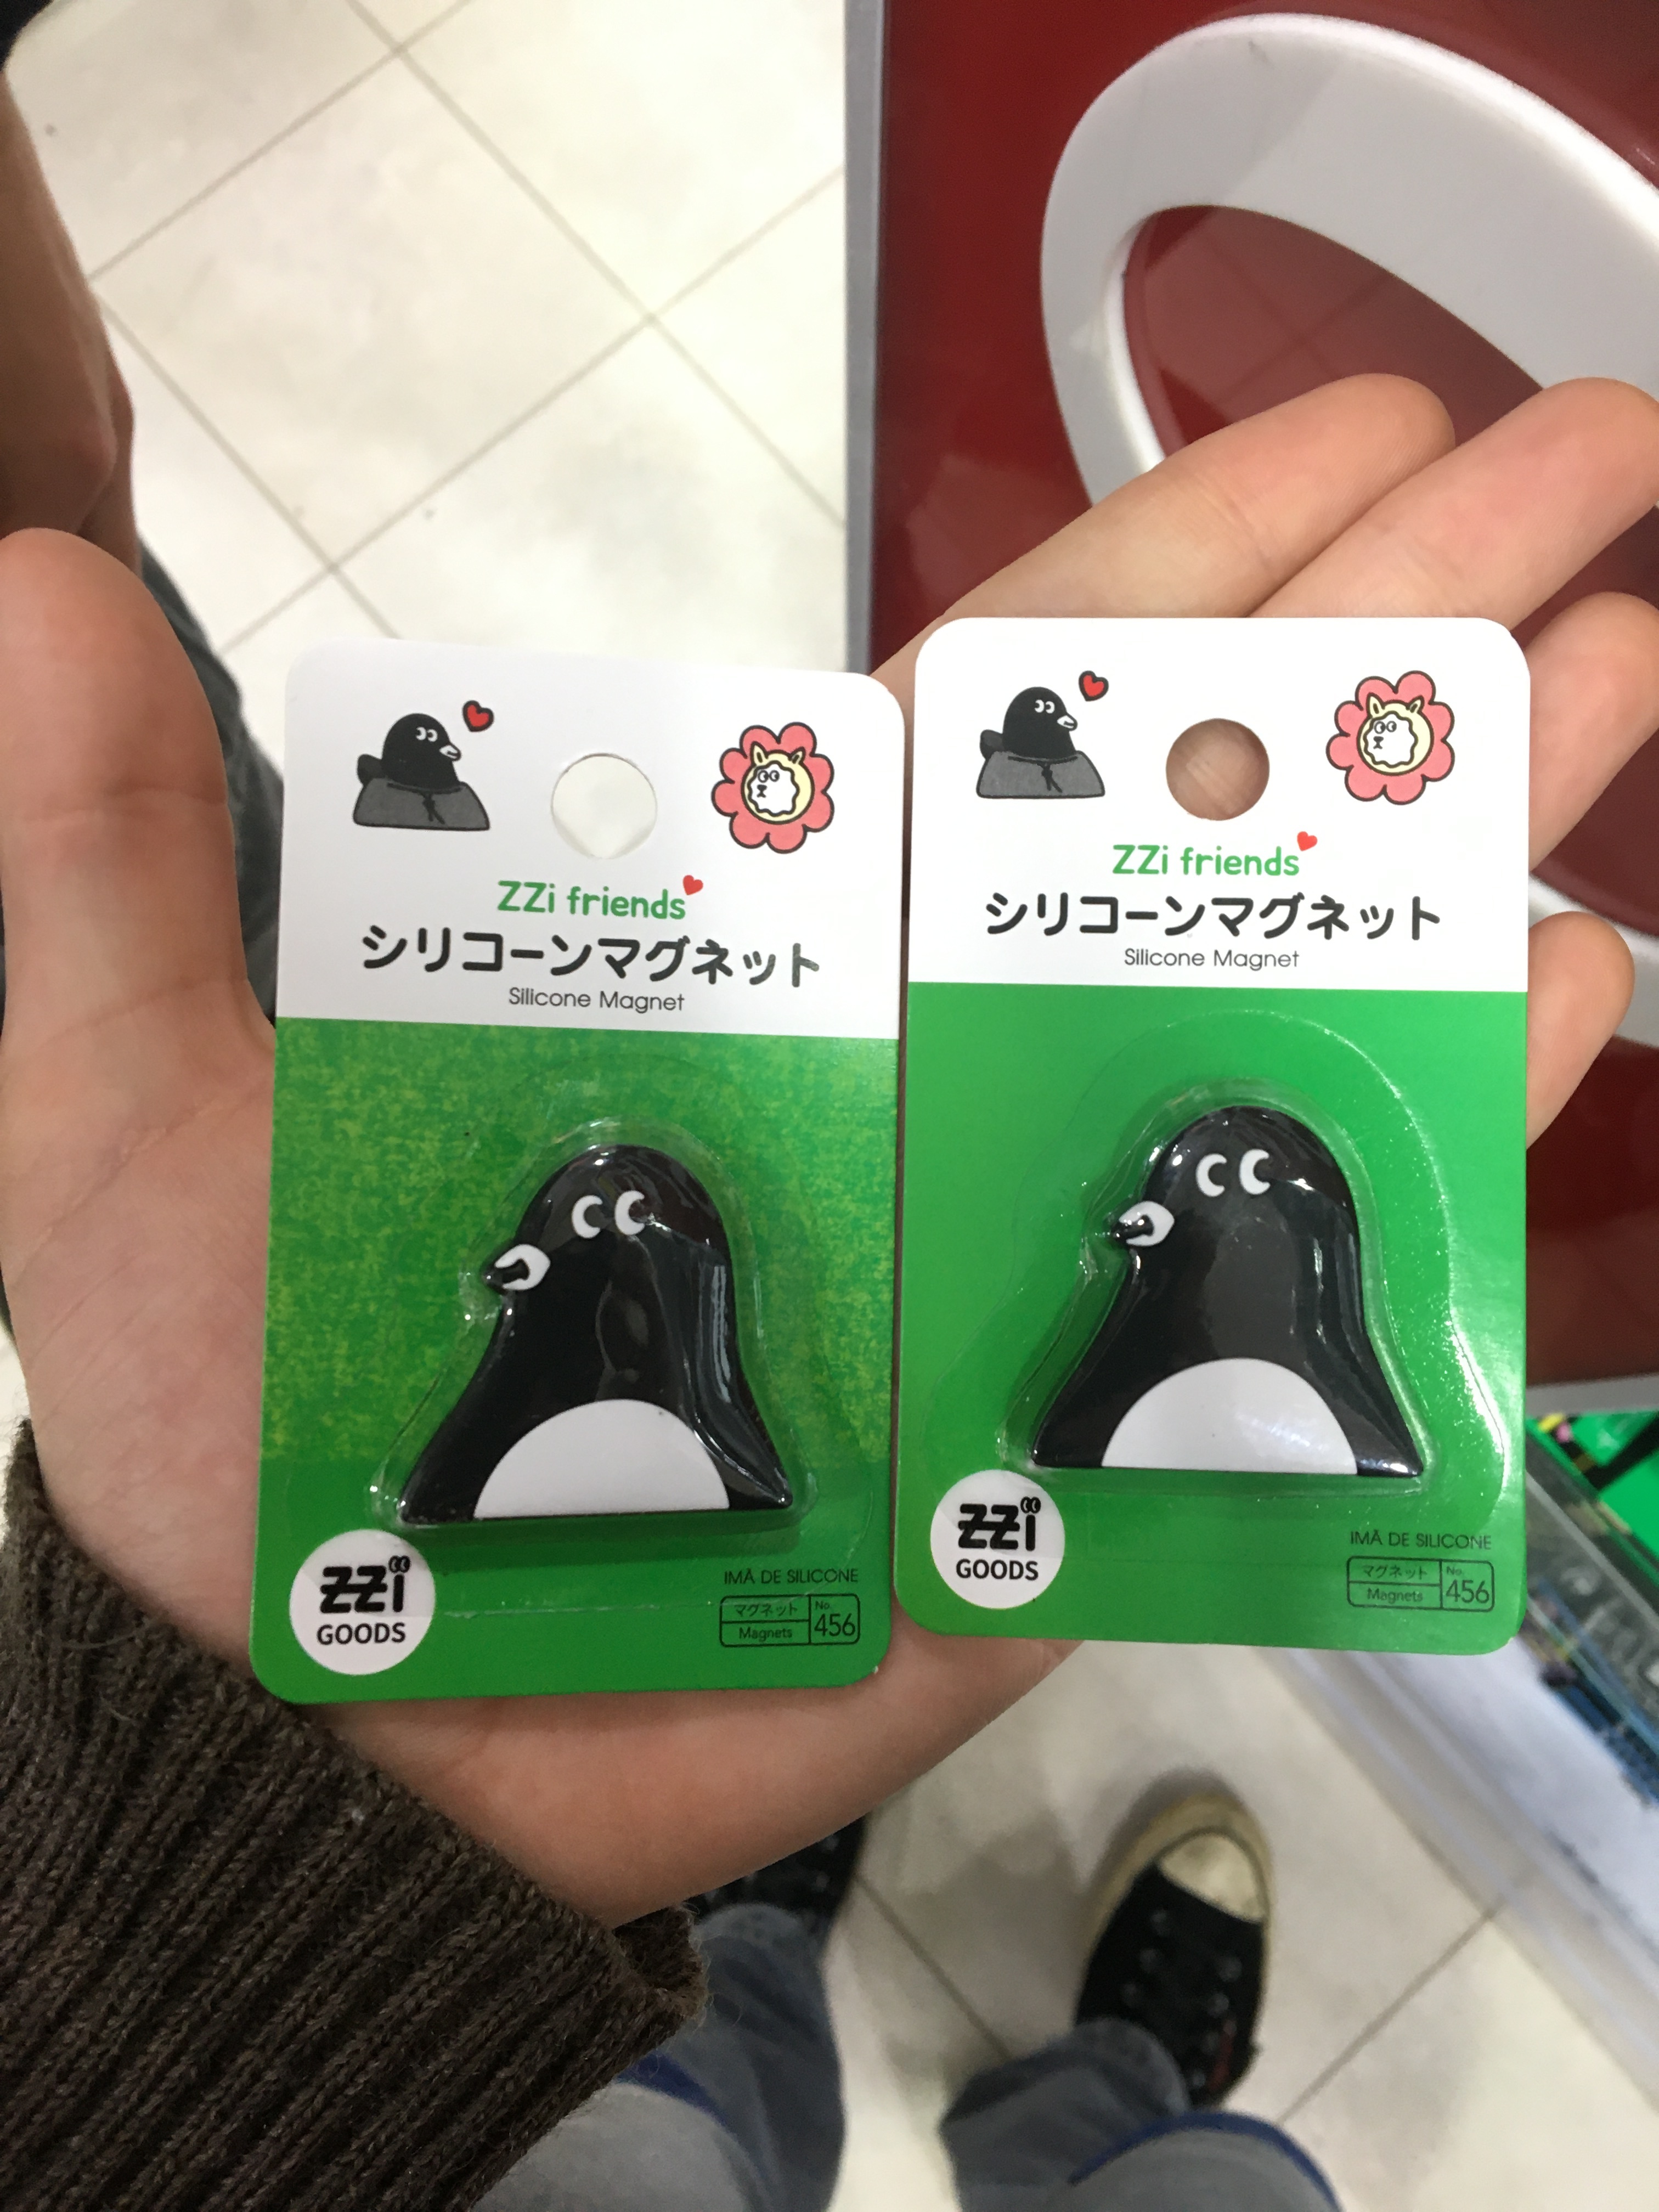 ZZi friends
シリコーンマグネット
Silicone Magnet
ZZi
GOODS
IMÃ DE SILICONE
マグネット
Magnets
No.
456
ZZi friends
シリコーンマグネット
Silicone Magnet
ZZi
GOODS
IMÃ DE SILICONE
マグネット
Magnets
No.
456